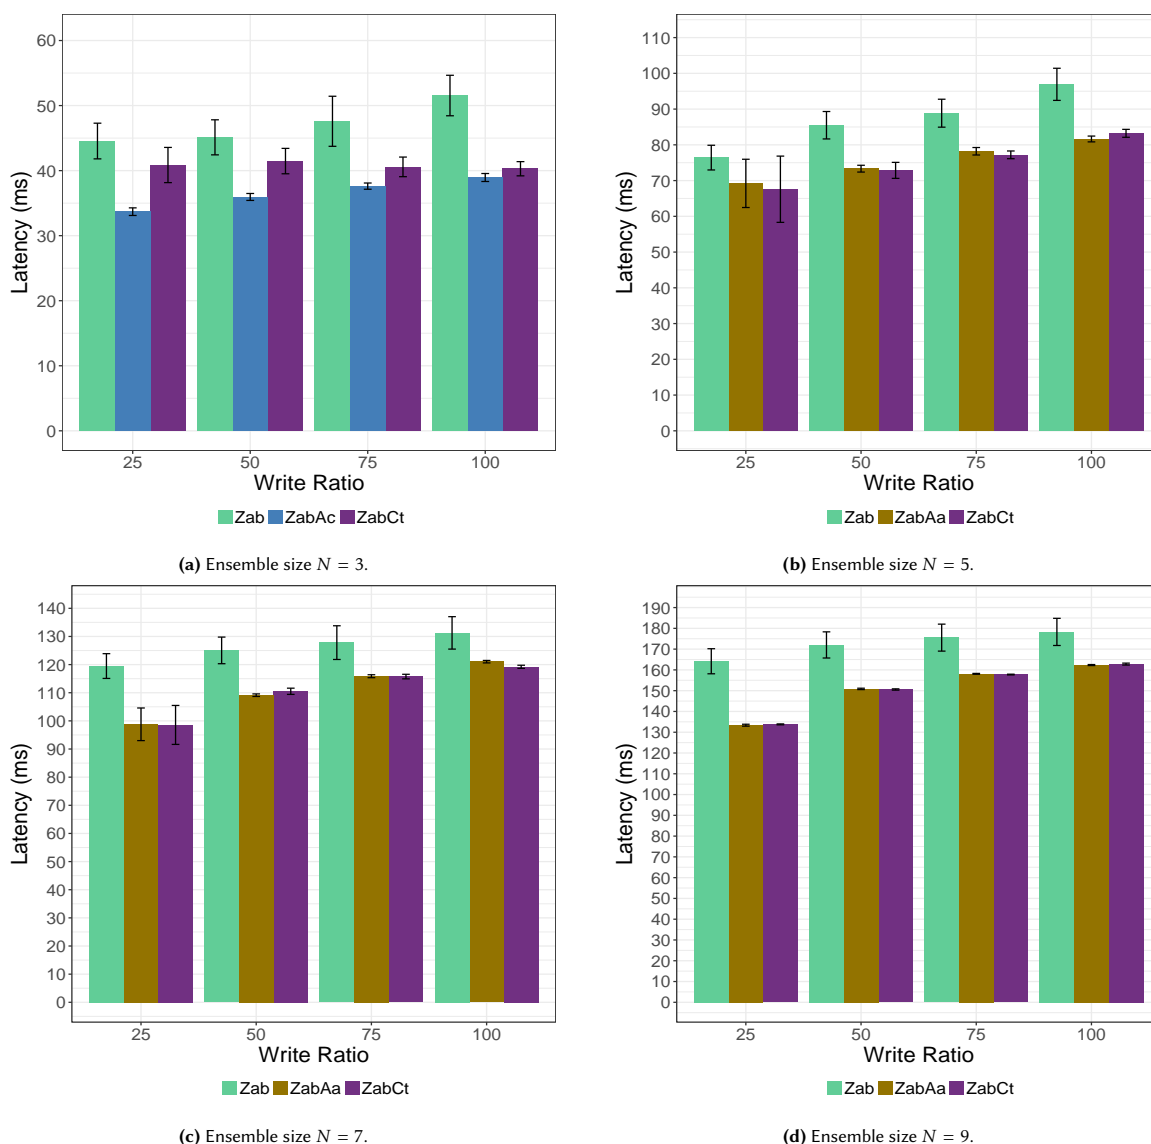 60
50
40
30
20
10
0
Latency (ms)
25 50 75 100
Write Ratio
Zab ZabAc ZabCt
(a) Ensemble size N = 3.
110
100
90
80
70
60
50
40
30
20
10
0
Latency (ms)
25 50 75 100
Write Ratio
Zab ZabAa ZabCt
(b) Ensemble size N = 5.
140
130
120
110
100
90
80
70
60
50
40
30
20
10
0
Latency (ms)
25 50 75 100
Write Ratio
Zab ZabAa ZabCt
(c) Ensemble size N = 7.
190
180
170
160
150
140
130
120
110
100
90
80
70
60
50
40
30
20
10
0
Latency (ms)
25 50 75 100
Write Ratio
Zab ZabAa ZabCt
(d) Ensemble size N = 9.